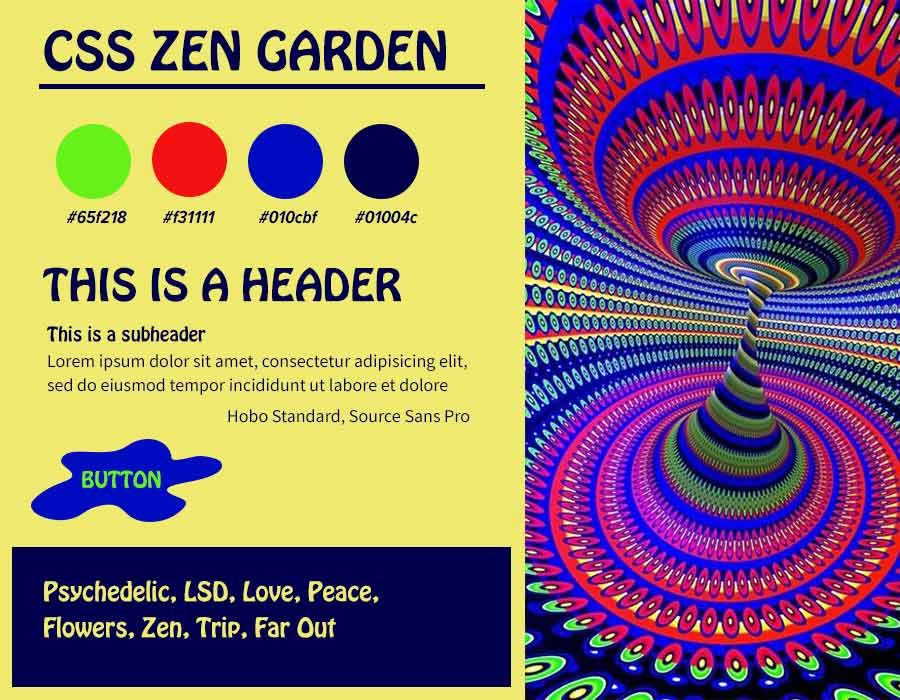 CSS ZEN GARDEN
#65f218 #f31111 #010cbf #01004c
THIS IS A HEADER
This is a subheader
Lorem ipsum dolor sit amet, consectetur adipisicing elit,
sed do eiusmod tempor incididunt ut labore et dolore
Hobo Standard, Source Sans Pro
BUTTON
Psychedelic, LSD, Love, Peace,
Flowers, Zen, Trip, Far Out